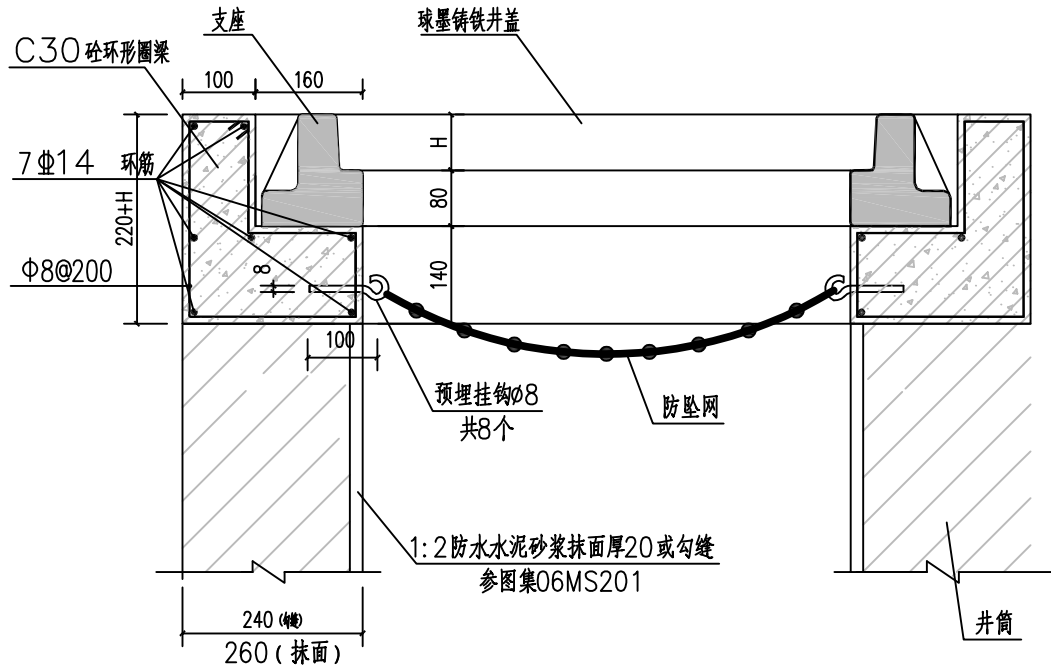 支座
球墨铸铁井盖
C30砼环形圈梁
100
160
H
7⌽14 环筋
80
220+H
8
140
Φ8@200
100
预埋挂钩Ø8
共8个
防坠网
1:2防水水泥砂浆抹面厚20或勾缝
参图集06MS201
240
260(抹面)
井筒